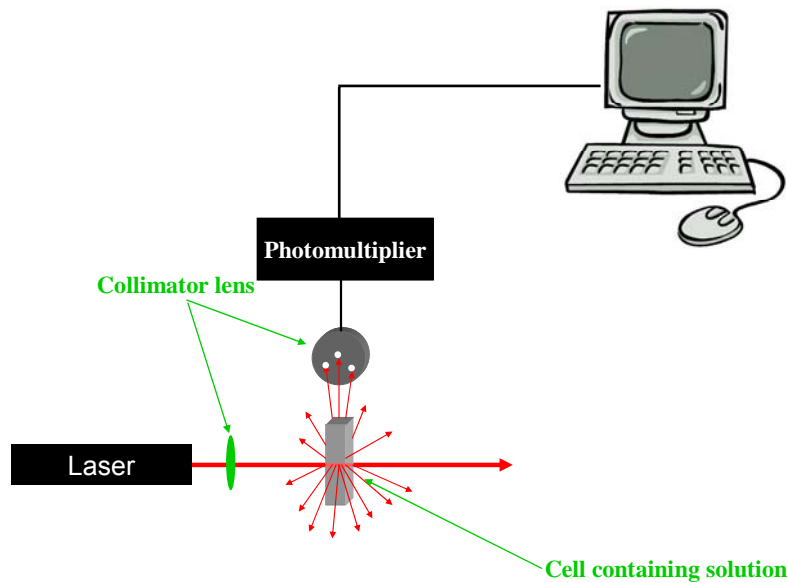 Photomultiplier
Collimator lens
Laser
Cell containing solution